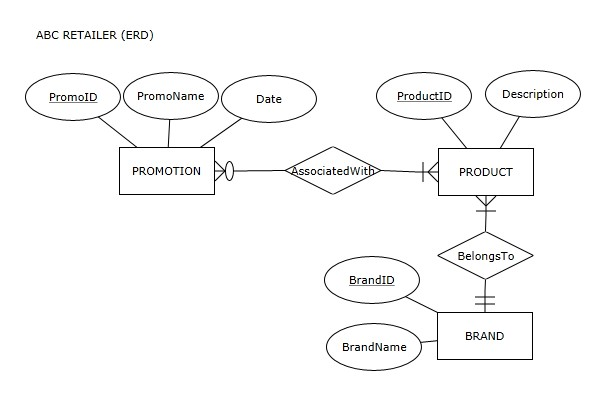 ABC RETAILER (ERD)
PromoID
PromoName
Date
ProductID
Description
PROMOTION
AssociatedWith
PRODUCT
BelongsTo
BrandID
BRAND
BrandName